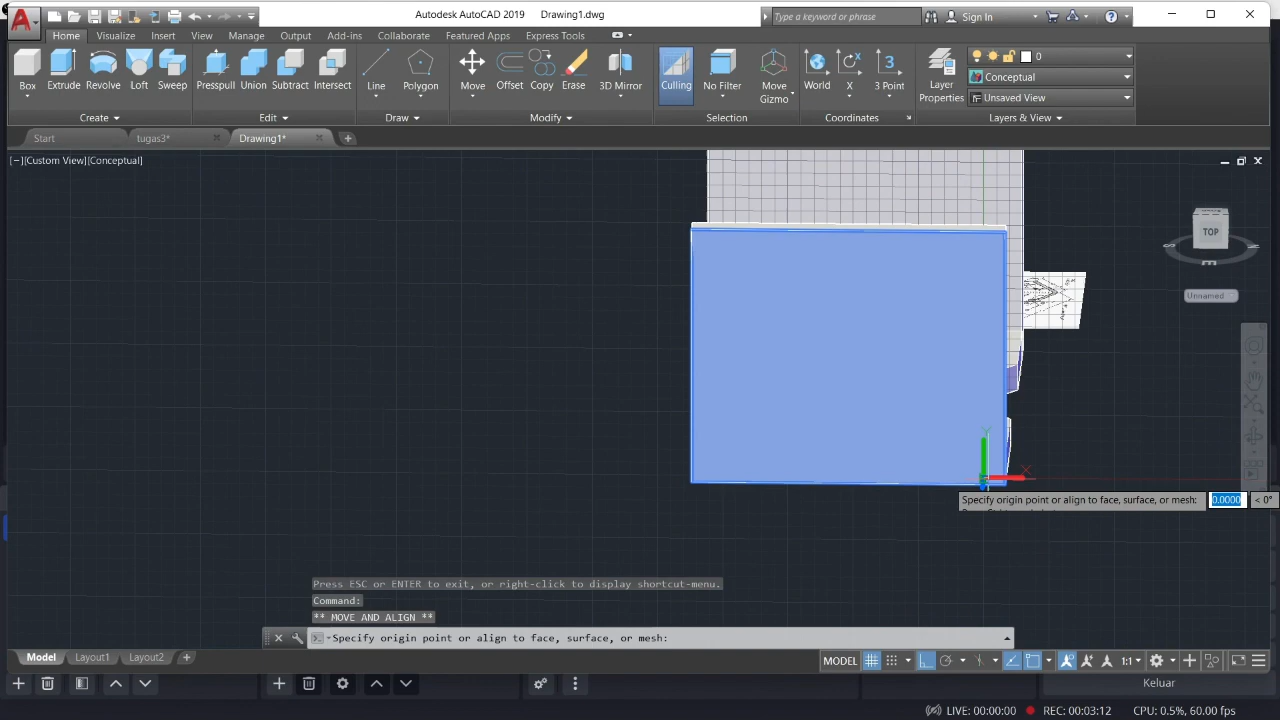 Autodesk AutoCAD 2019 Drawing1.dwg
Type a keyword or phrase
Sign In
Home Visualize Insert View Manage Output Add-ins Collaborate Featured Apps Express Tools
0
Conceptual
Unsaved View
Box Extrude Revolve Loft Sweep Presspull Union Subtract Intersect Line Polygon Move Offset Copy Erase 3D Mirror Culling No Filter Move Gizmo World X 3 Point Layer Properties
Create Edit Draw Modify Selection Coordinates Layers & View
Start tugas3* Drawing1*
[−][Custom View][Conceptual]
TOP
Unnamed
Y
X
Specify origin point or align to face, surface, or mesh: 0.0000 < 0°
Press ESC or ENTER to exit, or right-click to display shortcut-menu.
Command:
** MOVE AND ALIGN **
Specify origin point or align to face, surface, or mesh:
Model Layout1 Layout2
MODEL 1:1
Keluar
LIVE: 00:00:00 REC: 00:03:12 CPU: 0.5%, 60.00 fps